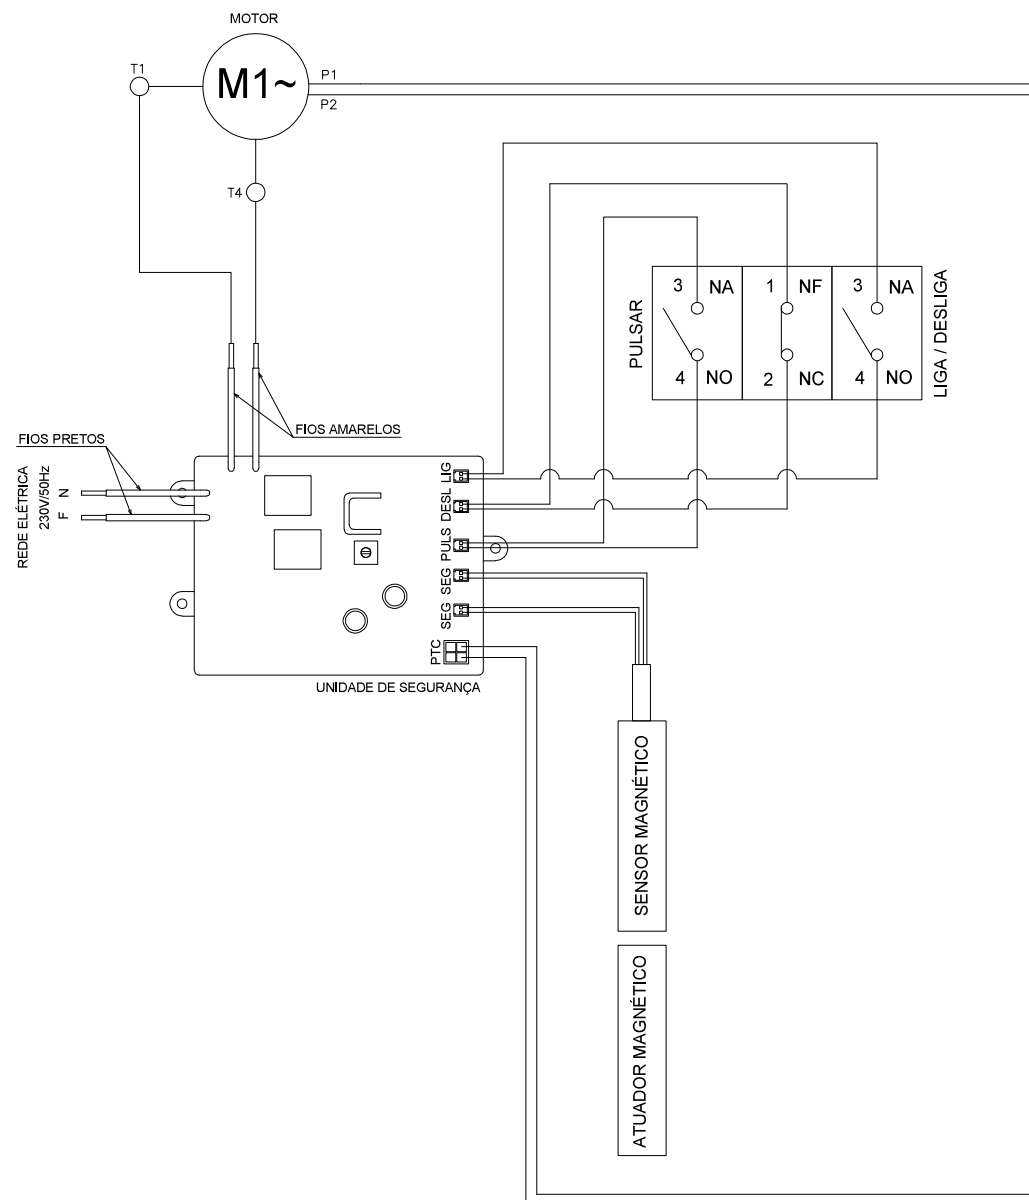 MOTOR
T1
M1~
P1
P2
T4
3 NA
1 NF
3 NA
PULSAR
LIGA / DESLIGA
4 NO
2 NC
4 NO
FIOS AMARELOS
FIOS PRETOS
REDE ELÉTRICA
230V/50Hz
N
F
LIG
DESL
PULS
SEG
SEG
PTC
UNIDADE DE SEGURANÇA
SENSOR MAGNÉTICO
ATUADOR MAGNÉTICO